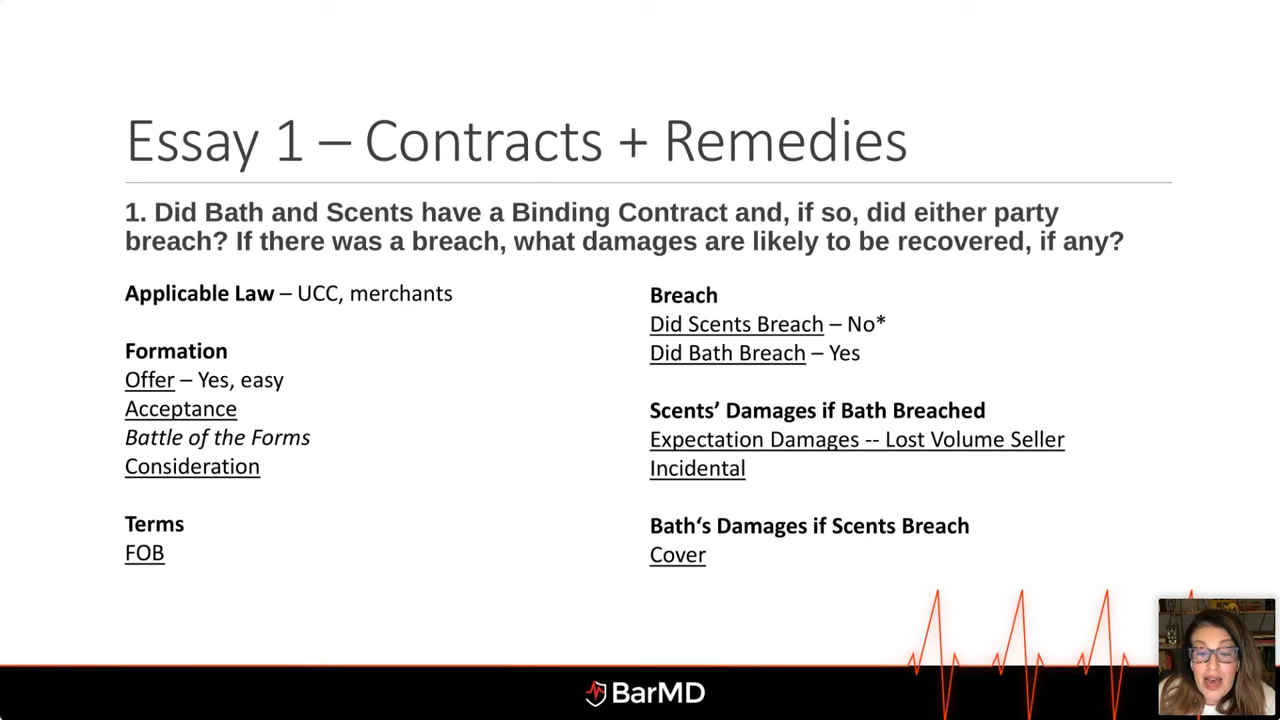 Essay 1 – Contracts + Remedies
1. Did Bath and Scents have a Binding Contract and, if so, did either party
breach? If there was a breach, what damages are likely to be recovered, if any?
Applicable Law – UCC, merchants
Formation
Offer – Yes, easy
Acceptance
Battle of the Forms
Consideration
Terms
FOB
Breach
Did Scents Breach – No*
Did Bath Breach – Yes
Scents’ Damages if Bath Breached
Expectation Damages -- Lost Volume Seller
Incidental
Bath‘s Damages if Scents Breach
Cover
BarMD